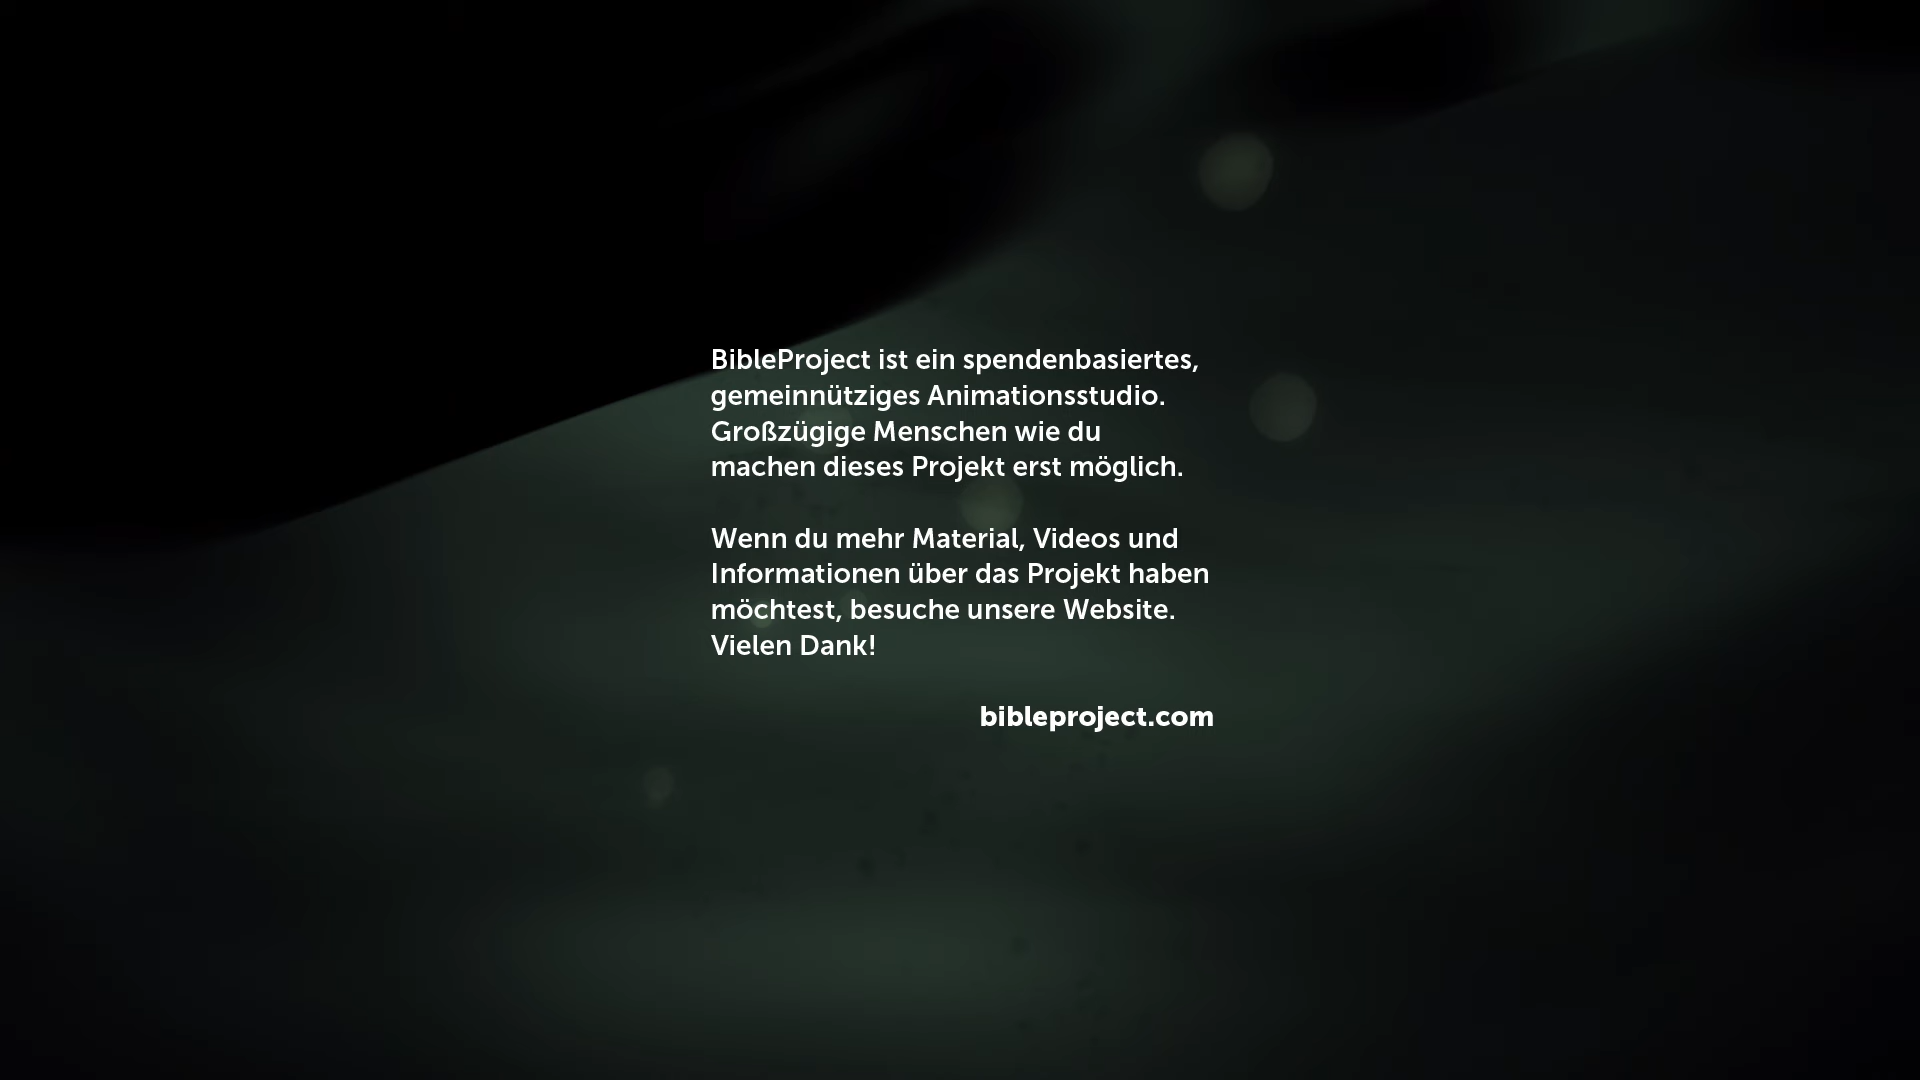 BibleProject ist ein spendenbasiertes,
gemeinnütziges Animationsstudio.
Großzügige Menschen wie du
machen dieses Projekt erst möglich.
Wenn du mehr Material, Videos und
Informationen über das Projekt haben
möchtest, besuche unsere Website.
Vielen Dank!
bibleproject.com